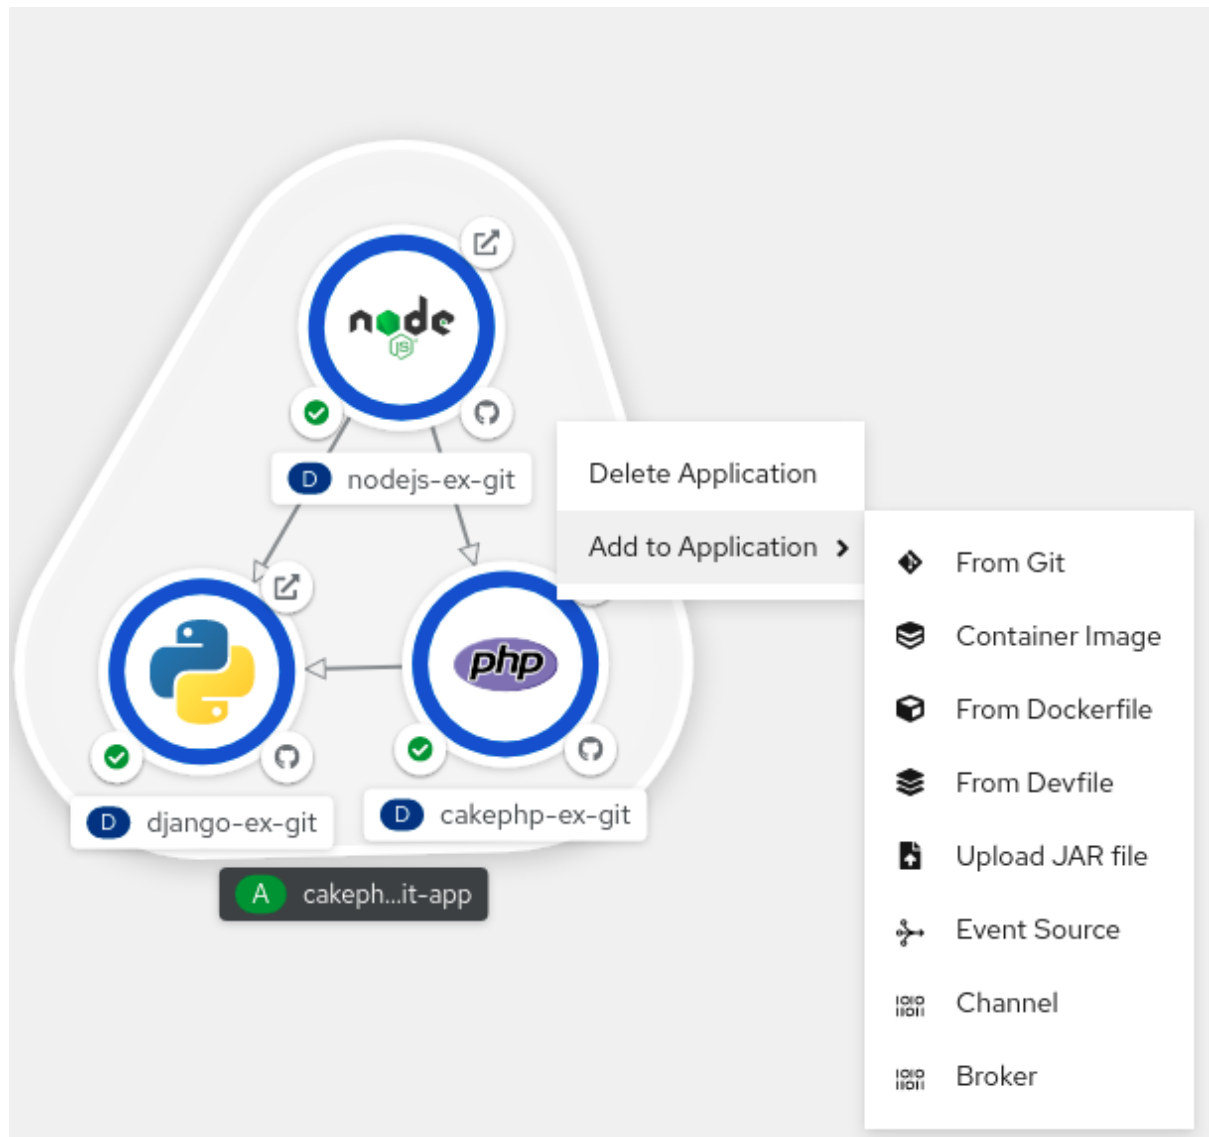 node
JS
D nodejs-ex-git
Delete Application
Add to Application
From Git
Container Image
From Dockerfile
From Devfile
Upload JAR file
Event Source
Channel
Broker
php
D django-ex-git
D cakephp-ex-git
A cakeph...it-app